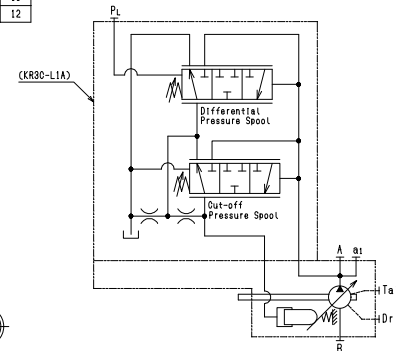 12
PL
(KR3C-L1A)
Differential
Pressure Spool
Cut-off
Pressure Spool
A a1
Ta
Dr
B